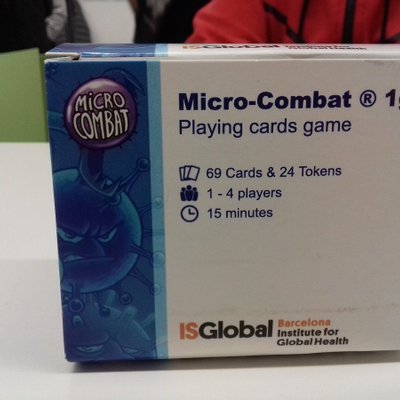 ISGlobal
MICRO
COMBAT
Micro-Combat ®
Playing cards game
69 Cards & 24 Tokens
1 - 4 players
15 minutes
ISGlobal Barcelona
Institute for
Global Health